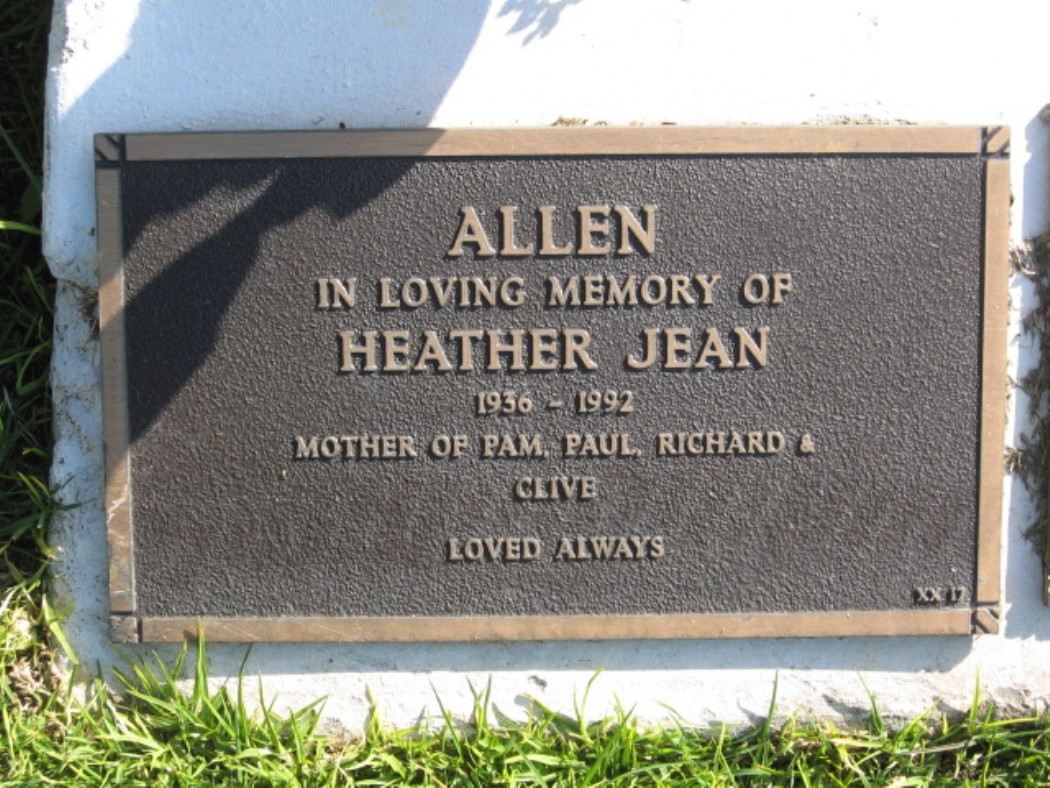 ALLEN
IN LOVING MEMORY OF
HEATHER JEAN
1936 - 1992
MOTHER OF PAM, PAUL, RICHARD &
CLIVE
LOVED ALWAYS
XX 17